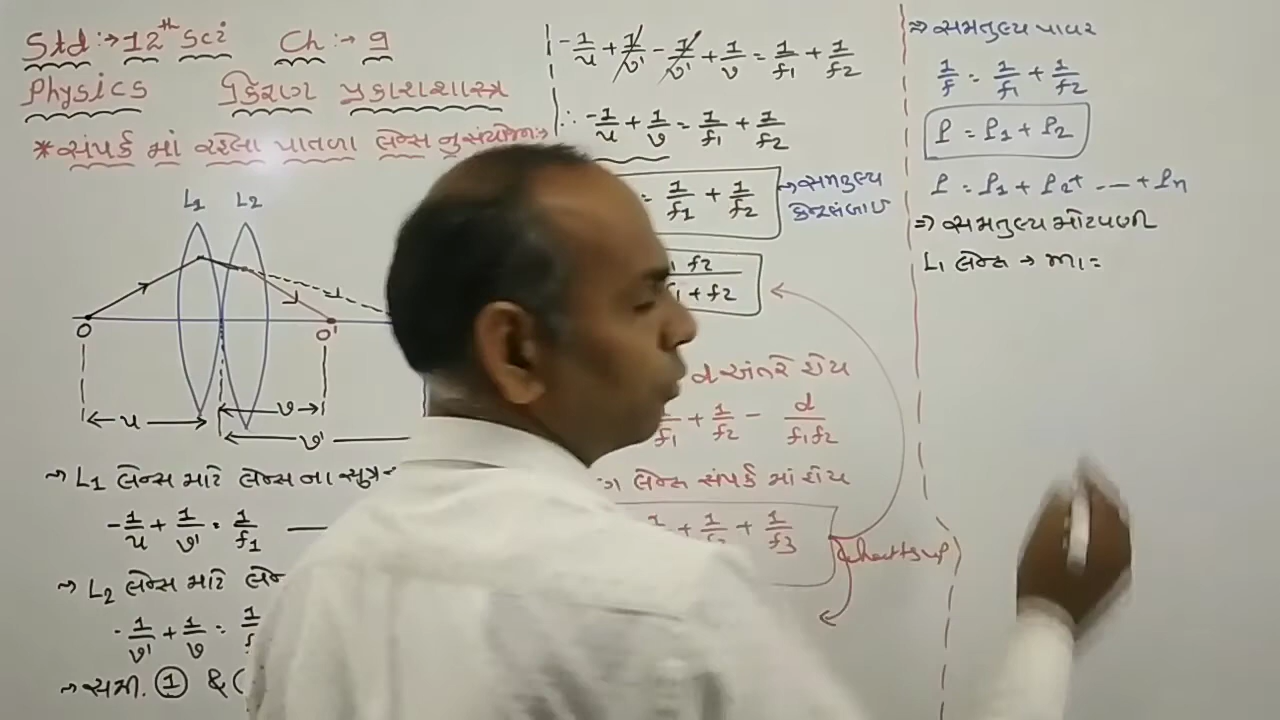 Std:→ 12th Sci Ch:→ 9
Physics કિરણ પ્રકાશશાસ્ત્ર
* સંપર્ક માં રહેલા પાતળા લેન્સ નું સંયોજન:→
L1 L2
O O'
u v
v'
→ L1 લેન્સ માટે લેન્સ ના સુત્ર
-1/u + 1/v' = 1/f1
→ L2 લેન્સ માટે લેન્સ
-1/v' + 1/v = 1/f
→ સમી. ① & (
-1/u + 1/v' - 1/v' + 1/v = 1/f1 + 1/f2
∴ -1/u + 1/v = 1/f1 + 1/f2
= 1/f1 + 1/f2 → સમતુલ્ય કેન્દ્રલંબાઈ
f2
+ f2
d અંતરે હોય
f1 + 1/f2 - d/f1f2
લેન્સ સંપર્ક માં હોય
+ 1/f2 + 1/f3
⇒ સમતુલ્ય પાવર
1/f = 1/f1 + 1/f2
P = P1 + P2
P = P1 + P2 + --- + Pn
⇒ સમતુલ્ય મોટવણી
L1 લેન્સ → m1 =